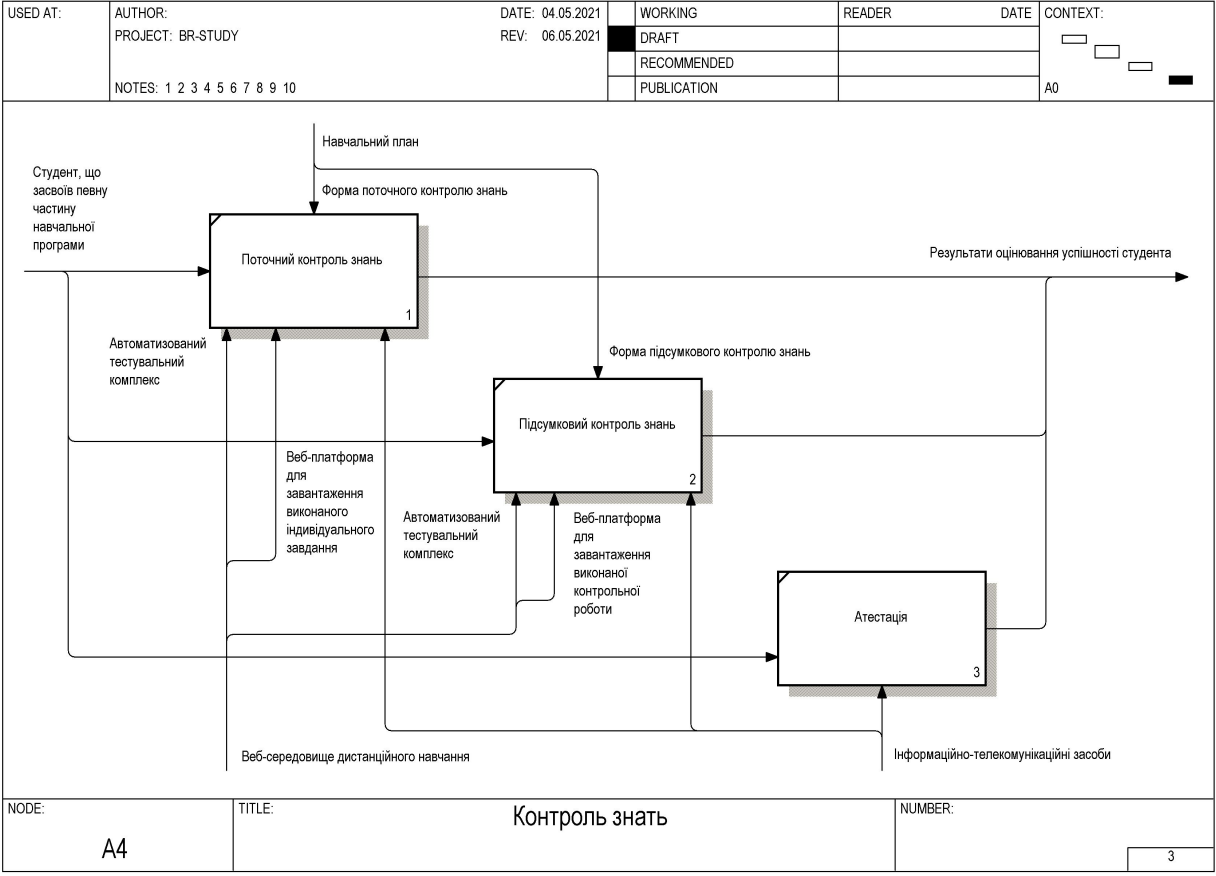 USED AT:
AUTHOR:
DATE: 04.05.2021
PROJECT: BR-STUDY
REV: 06.05.2021
NOTES: 1 2 3 4 5 6 7 8 9 10
WORKING
DRAFT
RECOMMENDED
PUBLICATION
READER
DATE
CONTEXT:
A0
Навчальний план
Студент, що
засвоїв певну
частину
навчальної
програми
Форма поточного контролю знань
Поточний контроль знань
1
Результати оцінювання успішності студента
Автоматизований
тестувальний
комплекс
Форма підсумкового контролю знань
Підсумковий контроль знань
2
Веб-платформа
для
завантаження
виконаного
індивідуального
завдання
Автоматизований
тестувальний
комплекс
Веб-платформа
для
завантаження
виконаної
контрольної
роботи
Атестація
3
Веб-середовище дистанційного навчання
Інформаційно-телекомунікаційні засоби
NODE:
A4
TITLE:
Контроль знать
NUMBER:
3